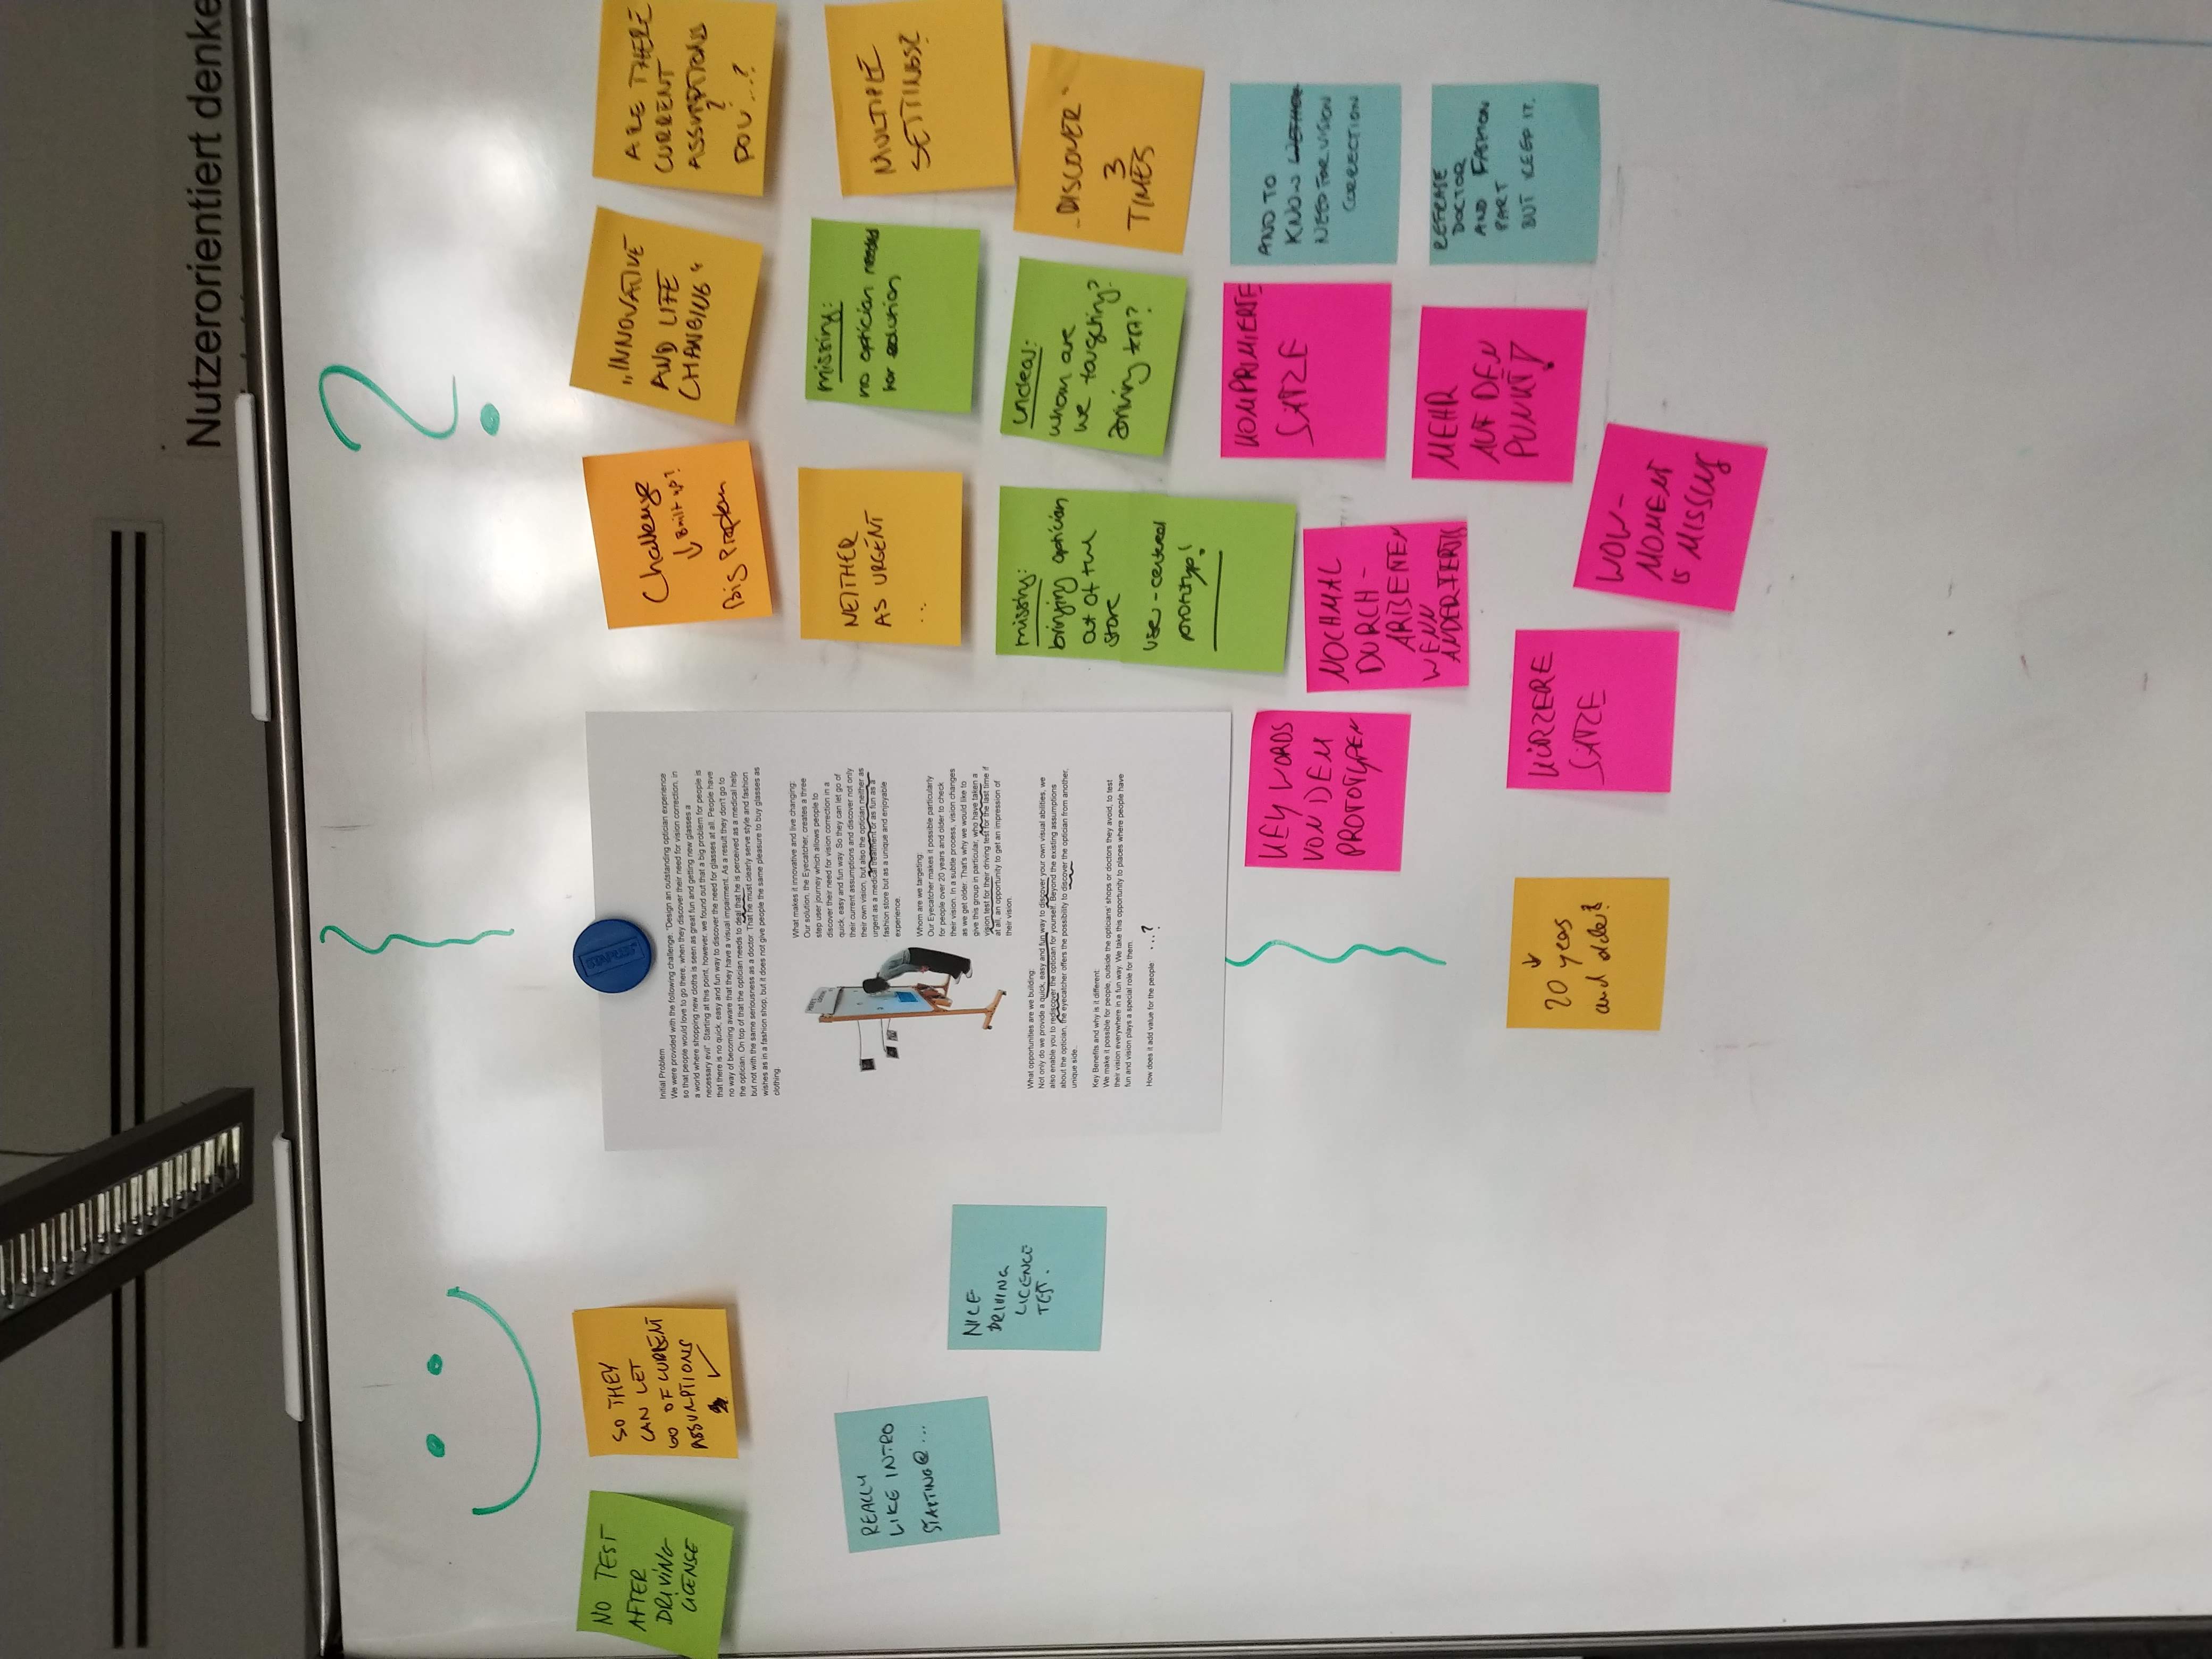 Nutzerorientiert denke
?
NO TEST
AFTER
DRIVING
LICENSE
SO THEY
CAN LET
GO OF CURRENT
ASSUMPTIONS
REALLY
LIKE INTRO
STARTING@...
NICE
DRIVING
LICENCE
TEST.
Initial Problem
We were provided with the following challenge: "Design an outstanding optician experience
so that people would love to go there, when they discover their need for vision correction, in
a world where shopping new cloths is seen as great fun and getting new glasses a
necessary evil". Starting at this point, however, we found out that a big problem for people is
that there is no quick, easy and fun way to discover the need for glasses at all. People have
no way of becoming aware that they have a visual impairment. As a result they don't go to
the optician. On top of that the optician needs to deal that he is perceived as a medical help
but not with the same seriousness as a doctor. That he must clearly serve style and fashion
wishes as in a fashion shop, but it does not give people the same pleasure to buy glasses as
clothing.
What makes it innovative and live changing:
Our solution, the Eyecatcher, creates a three
step user journey which allows people to
discover their need for vision correction in a
quick, easy and fun way. So they can let go of
their current assumptions and discover not only
their own vision, but also the optician neither as
urgent as a medical treatment or as fun as a
fashion store but as a unique and enjoyable
experience.
Whom are we targeting:
Our Eyecatcher makes it possible particularly
for people over 20 years and older to check
their vision. In a subtle process, vision changes
as we get older. That's why we would like to
give this group in particular, who have taken a
vision test for their driving test for the last time if
at all, an opportunity to get an impression of
their vision.
What opportunities are we building:
Not only do we provide a quick, easy and fun way to discover your own visual abilities, we
also enable you to rediscover the optician for yourself. Beyond the existing assumptions
about the optician, the eyecatcher offers the possibility to discover the optician from another,
unique side.
Key Benefits and why is it different:
We make it possible for people, outside the opticians' shops or doctors they avoid, to test
their vision everywhere in a fun way. We take this opportunity to places where people have
fun and vision plays a special role for them.
How does it add value for the people ...?
Challenge
Built up?
Big Problem
„INNOVATIVE
AND LIFE
CHANGING"
ARE THERE
CURRENT
ASSUMPTIONS
?
POV...?
NEITHER
AS URGENT
..
missing:
no optician needed
for solution
MULTIPLE
SETTINGS?
missing:
bringing optician
out of the
store
user-centered
prototyp!
unclear:
whom are
we targeting?
driving test?
„DISCOVER"
3
TIMES
KEY WORDS
VON DEM
PROTOTYPEN
NOCHMAL
DURCH-
ARBEITEN
WENN
KOMPRIMIERTE
SÄTZE
AND TO
KNOW
NEED FOR VISION
CORRECTION
MEHR
AUF DEN
PUNKT!
REFRASE
DOCTOR
AND FASHION
PART
BUT KEEP IT.
20 years
and older?
KÜRZERE
SÄTZE
WOW-
MOMENT
IS MISSING